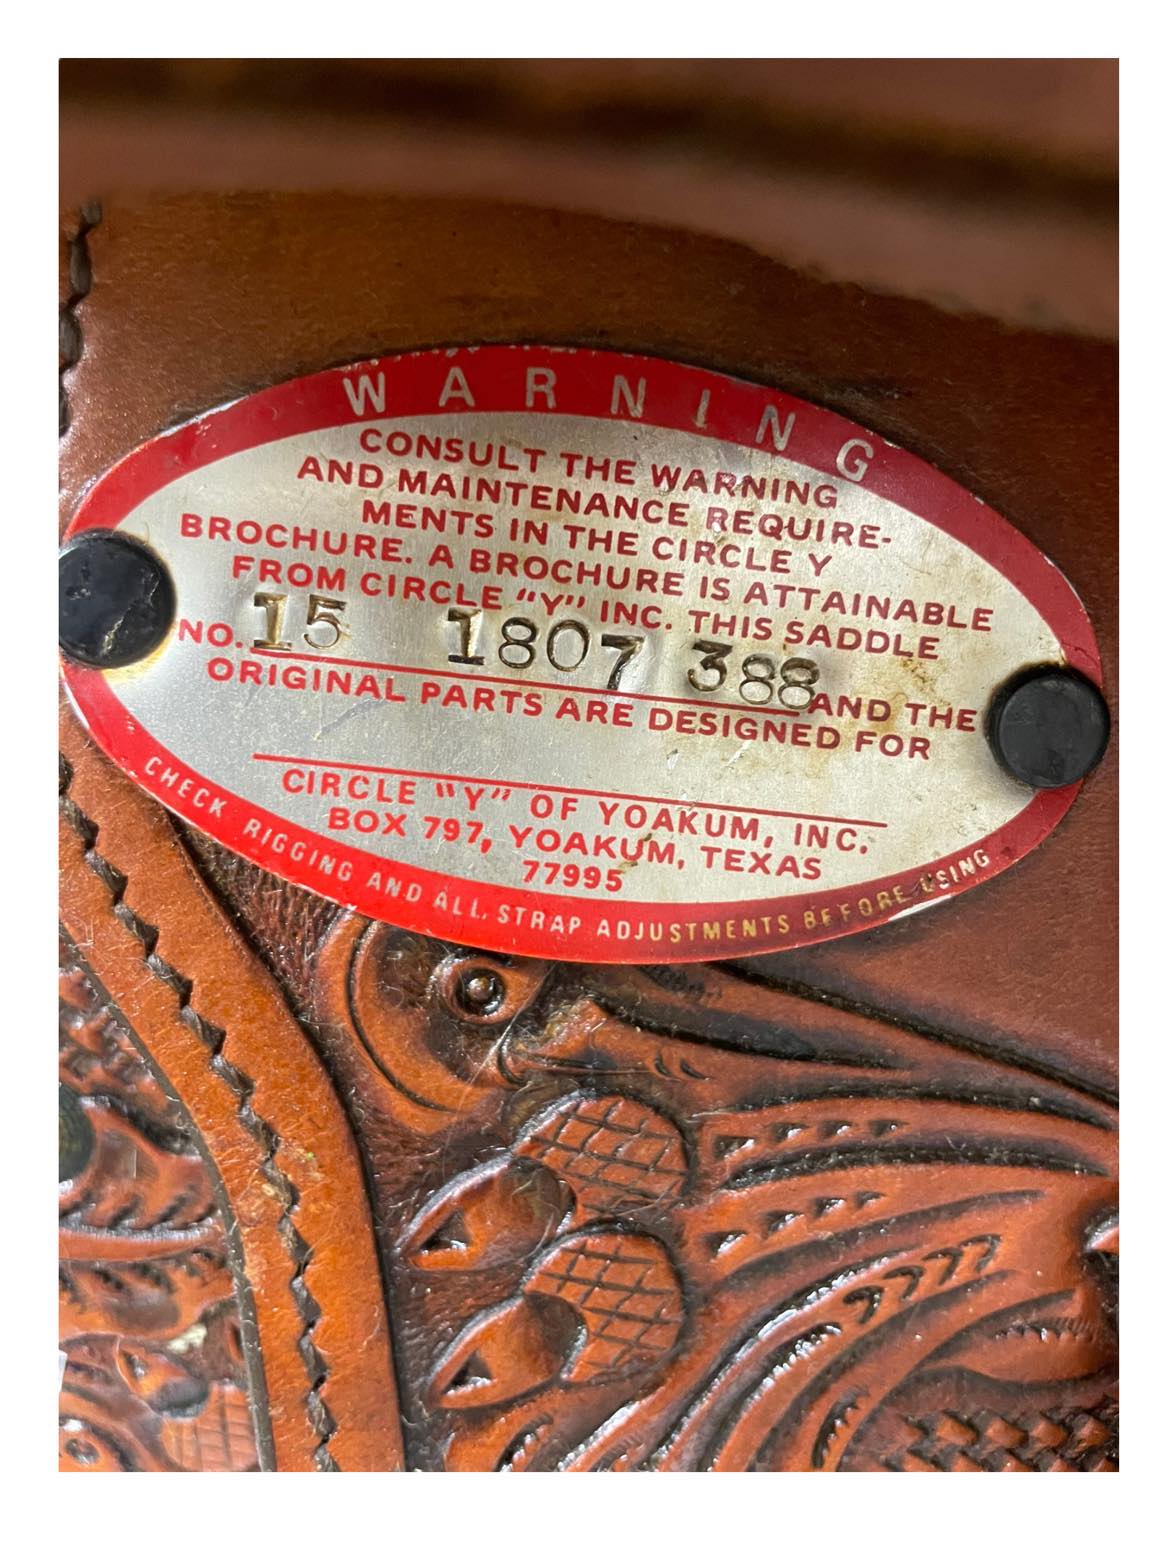 WARNING
CONSULT THE WARNING
AND MAINTENANCE REQUIRE-
MENTS IN THE CIRCLE Y
BROCHURE. A BROCHURE IS ATTAINABLE
FROM CIRCLE "Y" INC. THIS SADDLE
NO. 15 1807 388 AND THE
ORIGINAL PARTS ARE DESIGNED FOR
CIRCLE "Y" OF YOAKUM, INC.
BOX 797, YOAKUM, TEXAS
77995
CHECK RIGGING AND ALL STRAP ADJUSTMENTS BEFORE USING